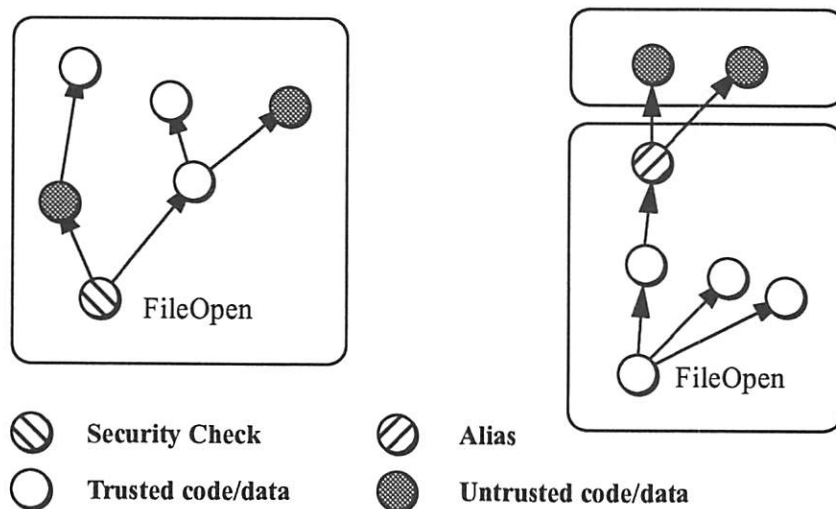 FileOpen
FileOpen
Security Check
Alias
Trusted code/data
Untrusted code/data